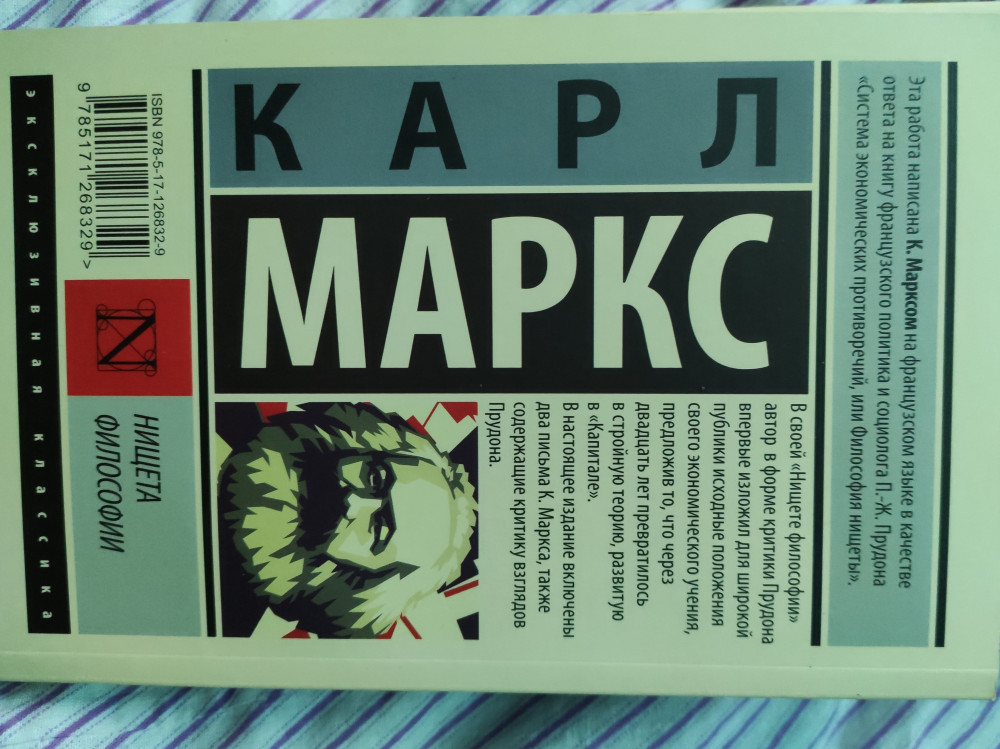 Эта работа написана К. Марксом на французском языке в качестве
ответа на книгу французского политика и социолога П.-Ж. Прудона
«Система экономических противоречий, или Философия нищеты».
КАРЛ
МАРКС
В своей «Нищете философии»
автор в форме критики Прудона
впервые изложил для широкой
публики исходные положения
своего экономического учения,
предложив то, что через
двадцать лет превратилось
в стройную теорию, развитую
в «Капитале».
В настоящее издание включены
два письма К. Маркса, также
содержащие критику взглядов
Прудона.
ISBN 978-5-17-126832-9
9 785171 268329 >
N
НИЩЕТА
ФИЛОСОФИИ
эксклюзивная классика